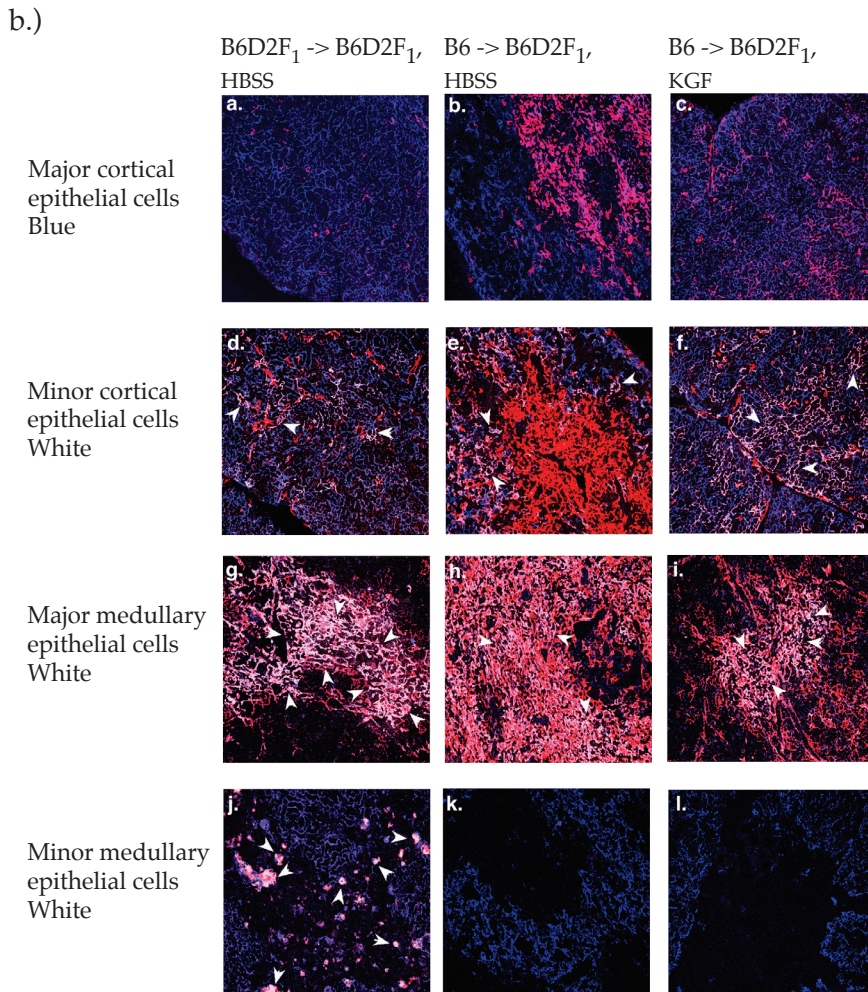 b.)
B6D2F1 -> B6D2F1, B6 -> B6D2F1, B6 -> B6D2F1,
HBSS HBSS KGF
a. b. c.
Major cortical
epithelial cells
Blue
d. e. f.
Minor cortical
epithelial cells
White
g. h. i.
Major medullary
epithelial cells
White
j. k. l.
Minor medullary
epithelial cells
White